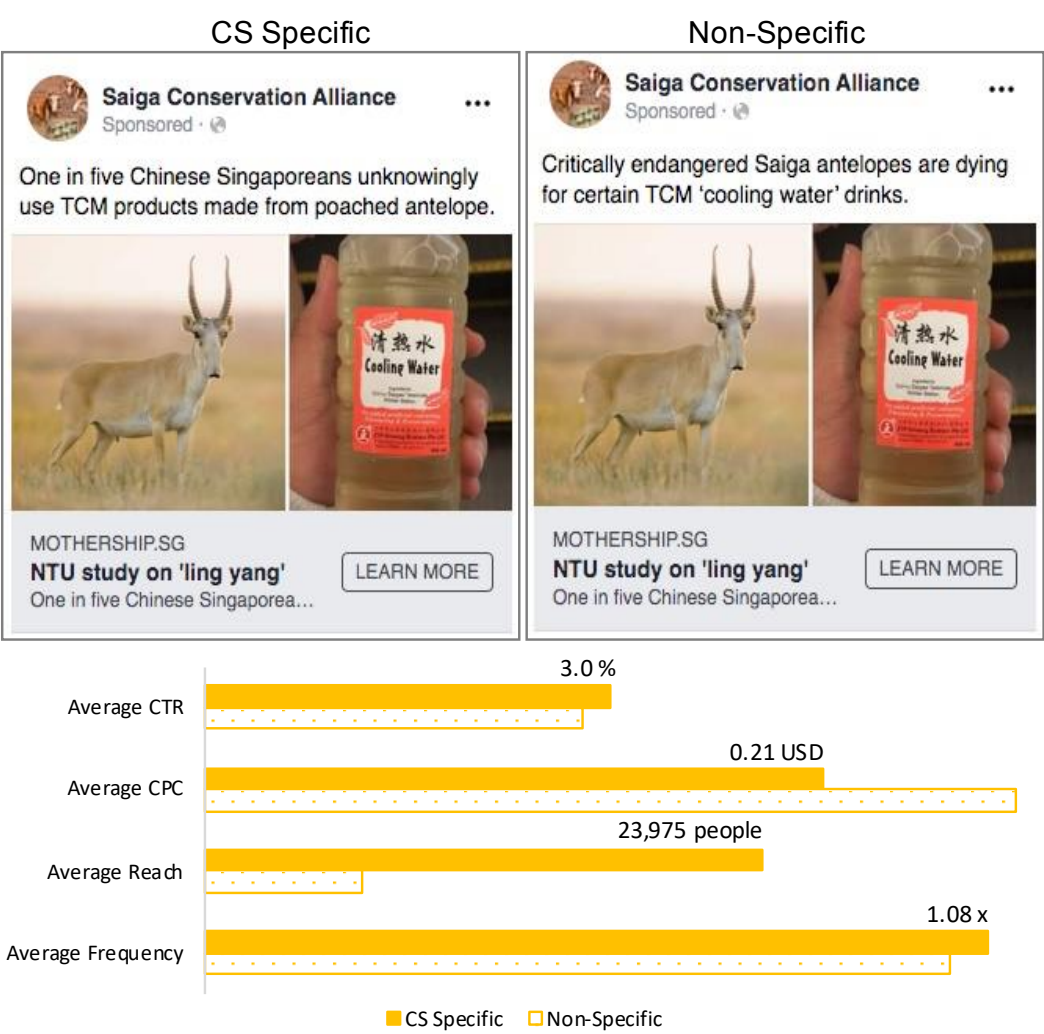 CS Specific
Non-Specific
Saiga Conservation Alliance
Sponsored ·
One in five Chinese Singaporeans unknowingly
use TCM products made from poached antelope.
清热水
Cooling Water
MOTHERSHIP.SG
NTU study on 'ling yang'
One in five Chinese Singaporea...
LEARN MORE
Saiga Conservation Alliance
Sponsored ·
Critically endangered Saiga antelopes are dying
for certain TCM ‘cooling water’ drinks.
清热水
Cooling Water
MOTHERSHIP.SG
NTU study on 'ling yang'
One in five Chinese Singaporea...
LEARN MORE
3.0 %
Average CTR
0.21 USD
Average CPC
23,975 people
Average Reach
1.08 x
Average Frequency
CS Specific
Non-Specific